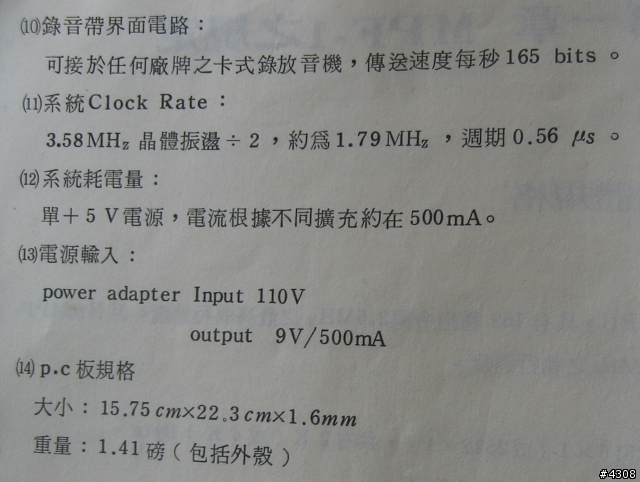 ⑽錄音帶界面電路：
可接於任何廠牌之卡式錄放音機，傳送速度每秒165 bits 。
⑾系統Clock Rate：
3.58MHz 晶體振盪÷2，約爲1.79MHz ，週期0.56 μs 。
⑿系統耗電量：
單＋5V電源，電流根據不同擴充約在500mA。
⒀電源輸入：
power adapter Input 110V
output 9V/500mA
⒁p.c板規格
大小：15.75cm×22.3cm×1.6mm
重量：1.41磅（包括外殼）
#4308